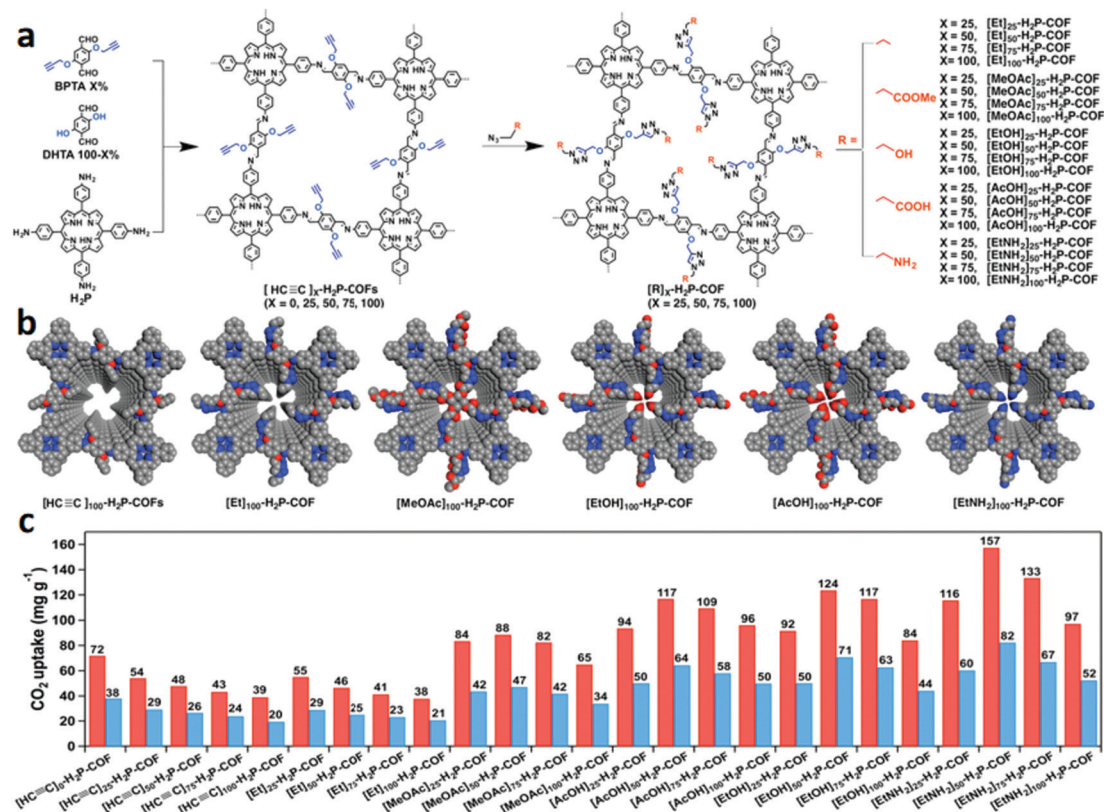 a
CHO
O
O
CHO
BPTA X%
CHO
OH
HO
CHO
DHTA 100-X%
NH2
H2N
NH2
NH2
H2P
[ HC≡C ]X-H2P-COFs
(X = 0, 25, 50, 75, 100)
N3
R
[R]X-H2P-COF
(X = 25, 50, 75, 100)
R =
X = 25, [Et]25-H2P-COF
X = 50, [Et]50-H2P-COF
X = 75, [Et]75-H2P-COF
X= 100, [Et]100-H2P-COF
COOMe
X = 25, [MeOAc]25-H2P-COF
X = 50, [MeOAc]50-H2P-COF
X = 75, [MeOAc]75-H2P-COF
X= 100, [MeOAc]100-H2P-COF
OH
X = 25, [EtOH]25-H2P-COF
X = 50, [EtOH]50-H2P-COF
X = 75, [EtOH]75-H2P-COF
X= 100, [EtOH]100-H2P-COF
COOH
X = 25, [AcOH]25-H2P-COF
X = 50, [AcOH]50-H2P-COF
X = 75, [AcOH]75-H2P-COF
X= 100, [AcOH]100-H2P-COF
NH2
X = 25, [EtNH2]25-H2P-COF
X = 50, [EtNH2]50-H2P-COF
X = 75, [EtNH2]75-H2P-COF
X= 100, [EtNH2]100-H2P-COF
b
[HC≡C ]100-H2P-COFs
[Et]100-H2P-COF
[MeOAc]100-H2P-COF
[EtOH]100-H2P-COF
[AcOH]100-H2P-COF
[EtNH2]100-H2P-COF
c
CO2 uptake (mg g-1)
160
140
120
100
80
60
40
20
0
72 38
54 29
48 26
43 24
39 20
55 29
46 25
41 23
38 21
84 42
88 47
82 42
65 34
94 50
117 64
109 58
96 50
92 50
124 71
117 63
84 44
116 60
157 82
133 67
97 52
[HC≡C]0-H2P-COF
[HC≡C]25-H2P-COF
[HC≡C]50-H2P-COF
[HC≡C]75-H2P-COF
[HC≡C]100-H2P-COF
[Et]25-H2P-COF
[Et]50-H2P-COF
[Et]75-H2P-COF
[Et]100-H2P-COF
[MeOAc]25-H2P-COF
[MeOAc]50-H2P-COF
[MeOAc]75-H2P-COF
[MeOAc]100-H2P-COF
[AcOH]25-H2P-COF
[AcOH]50-H2P-COF
[AcOH]75-H2P-COF
[AcOH]100-H2P-COF
[EtOH]25-H2P-COF
[EtOH]50-H2P-COF
[EtOH]75-H2P-COF
[EtOH]100-H2P-COF
[EtNH2]25-H2P-COF
[EtNH2]50-H2P-COF
[EtNH2]75-H2P-COF
[EtNH2]100-H2P-COF